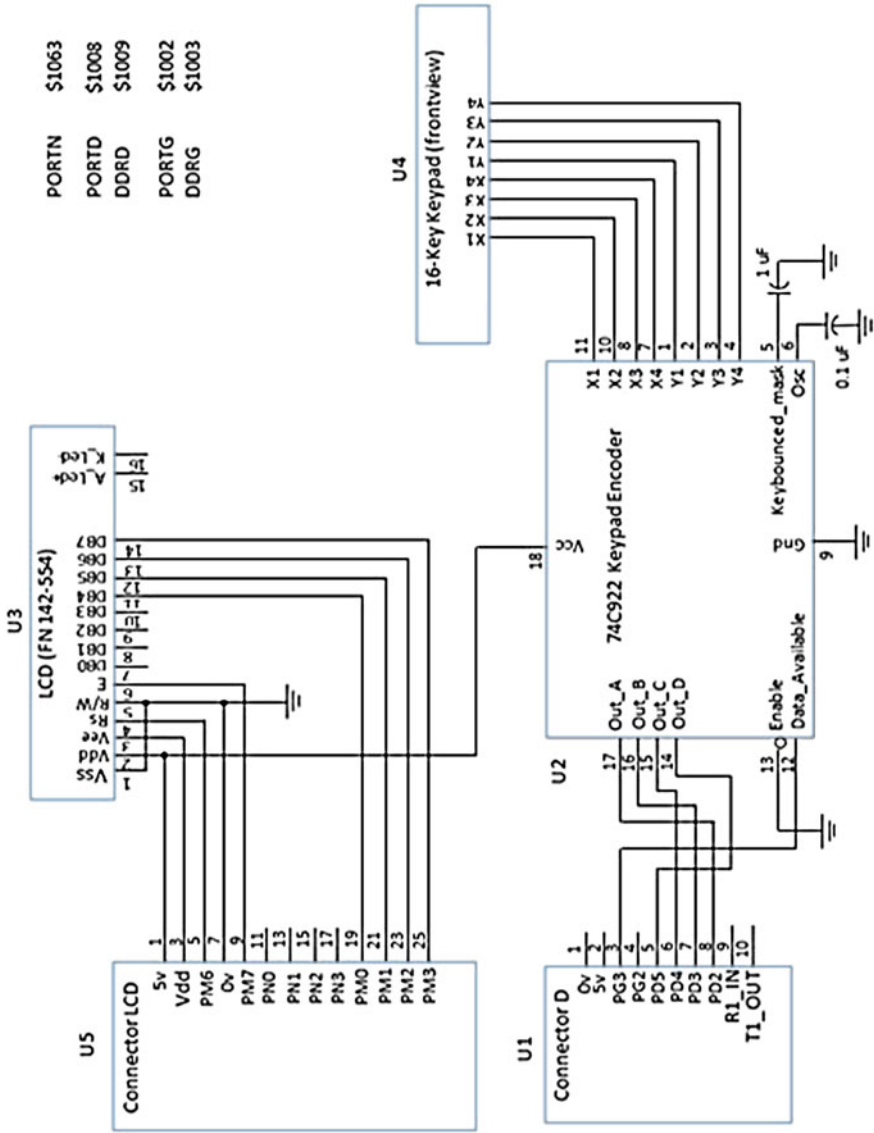 U3
LCD (FN 142-554)
Vss
Vdd
Vee
Rs
R/W
E
DB0
DB1
DB2
DB3
DB4
DB5
DB6
DB7
A_Led+
K_Led-
1
2
3
4
5
6
7
8
9
10
11
12
13
14
15
16
PORTN $1063
PORTD $1008
DDRD $1009
PORTG $1002
DDRG $1003
U5
Connector LCD
5v 1
Vdd 3
PM6 5
0v 7
PM7 9
PN0 11
PN1 13
PN2 15
PN3 17
PM0 19
PM1 21
PM2 23
PM3 25
U4
16-Key Keypad (frontview)
X1 X2 X3 X4 Y1 Y2 Y3 Y4
U1
Connector D
0v 1
5v 2
PG3 3
PG2 4
PD5 5
PD4 6
PD3 7
PD2 8
R1_IN 9
T1_OUT 10
U2
74C922 Keypad Encoder
18 Vcc
17 Out_A
16 Out_B
15 Out_C
14 Out_D
13 Enable
12 Data_Available
Gnd 9
X1 11
X2 10
X3 8
X4 7
Y1 1
Y2 2
Y3 3
Y4 4
Keybounced_mask 5
Osc 6
1 uF
0.1 uF